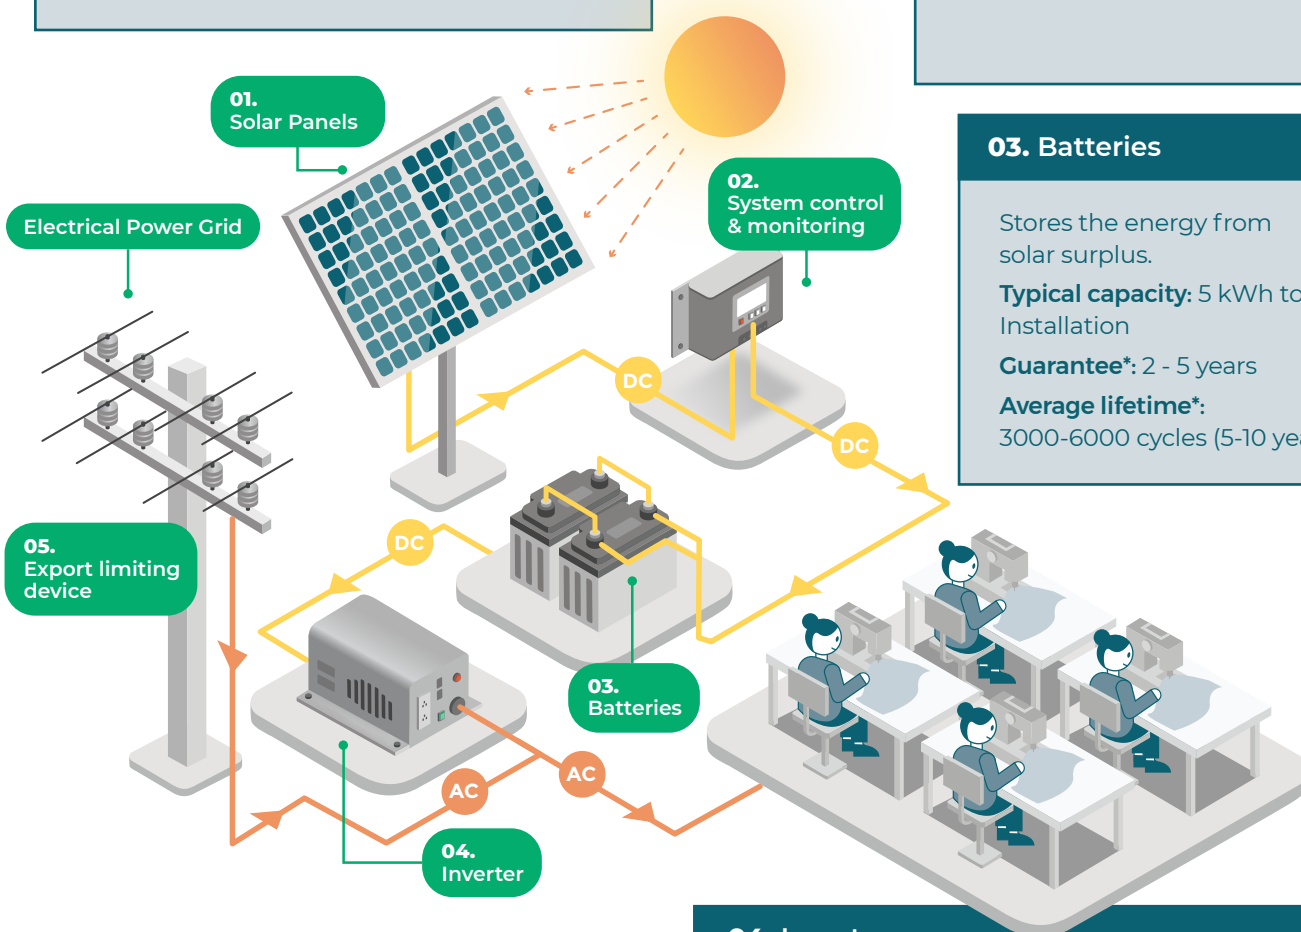 01.
Solar Panels
02.
System control
& monitoring
Electrical Power Grid
03. Batteries
Stores the energy from
solar surplus.
Typical capacity: 5 kWh to
Installation
Guarantee*: 2 - 5 years
Average lifetime*:
3000-6000 cycles (5-10
DC
DC
DC
05.
Export limiting
device
03.
Batteries
AC
AC
04.
Inverter